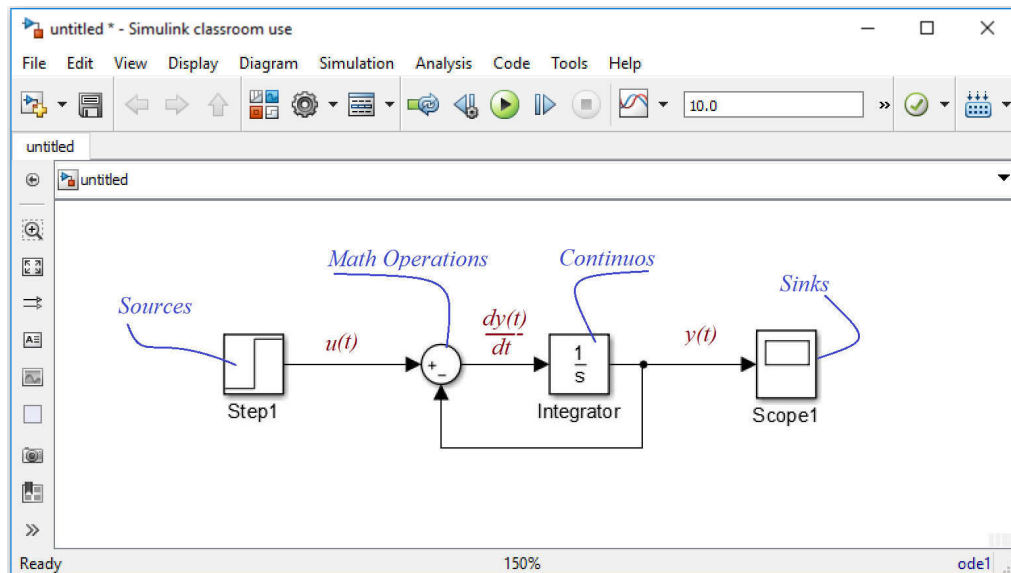 untitled * - Simulink classroom use
File Edit View Display Diagram Simulation Analysis Code Tools Help
10.0 »
untitled
untitled
Math Operations
Continuos
Sinks
Sources
u(t)
dy(t)
dt
y(t)
+
-
1
s
Step1
Integrator
Scope1
Ready 150% ode1